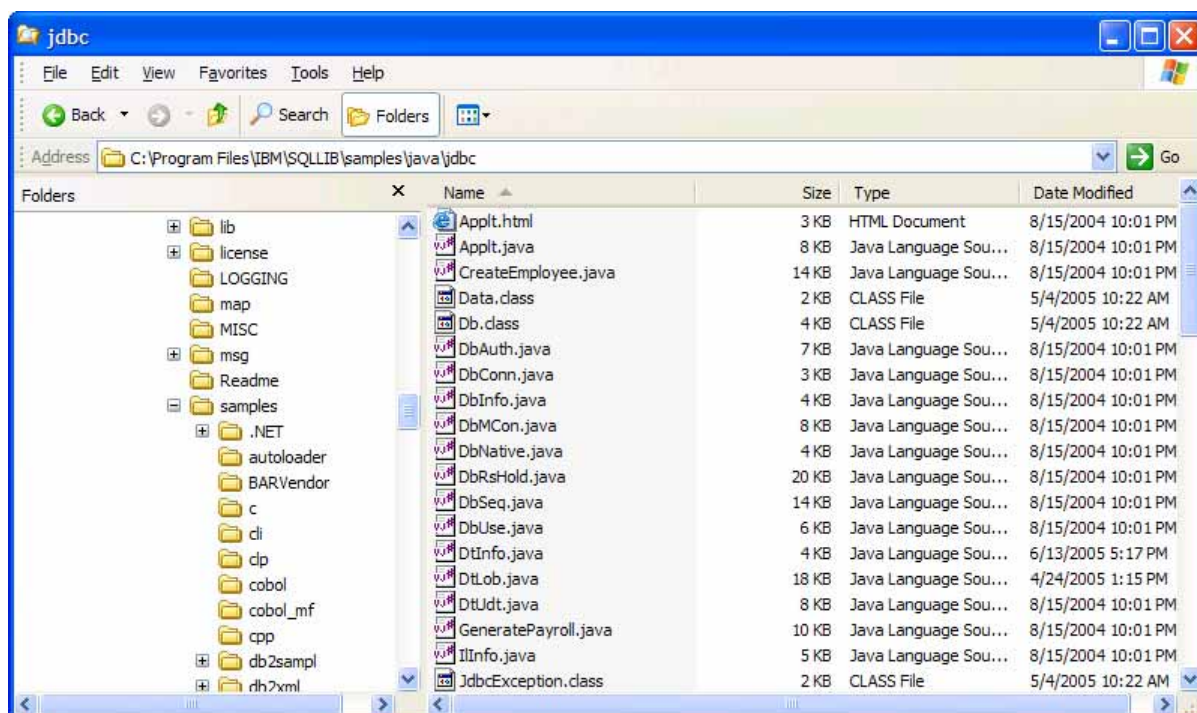 jdbc
File Edit View Favorites Tools Help
Back Search Folders
Address C:\Program Files\IBM\SQLLIB\samples\java\jdbc Go
Folders
lib
license
LOGGING
map
MISC
msg
Readme
samples
.NET
autoloader
BARVendor
c
cli
clp
cobol
cobol_mf
cpp
db2sampl
db2xml
Name Size Type Date Modified
Applt.html 3 KB HTML Document 8/15/2004 10:01 PM
Applt.java 8 KB Java Language Sou... 8/15/2004 10:01 PM
CreateEmployee.java 14 KB Java Language Sou... 8/15/2004 10:01 PM
Data.class 2 KB CLASS File 5/4/2005 10:22 AM
Db.class 4 KB CLASS File 5/4/2005 10:22 AM
DbAuth.java 7 KB Java Language Sou... 8/15/2004 10:01 PM
DbConn.java 3 KB Java Language Sou... 8/15/2004 10:01 PM
DbInfo.java 4 KB Java Language Sou... 8/15/2004 10:01 PM
DbMCon.java 8 KB Java Language Sou... 8/15/2004 10:01 PM
DbNative.java 4 KB Java Language Sou... 8/15/2004 10:01 PM
DbRsHold.java 20 KB Java Language Sou... 8/15/2004 10:01 PM
DbSeq.java 14 KB Java Language Sou... 8/15/2004 10:01 PM
DbUse.java 6 KB Java Language Sou... 8/15/2004 10:01 PM
DtInfo.java 4 KB Java Language Sou... 6/13/2005 5:17 PM
DtLob.java 18 KB Java Language Sou... 4/24/2005 1:15 PM
DtUdt.java 8 KB Java Language Sou... 8/15/2004 10:01 PM
GeneratePayroll.java 10 KB Java Language Sou... 8/15/2004 10:01 PM
IlInfo.java 5 KB Java Language Sou... 8/15/2004 10:01 PM
JdbcException.class 2 KB CLASS File 5/4/2005 10:22 AM